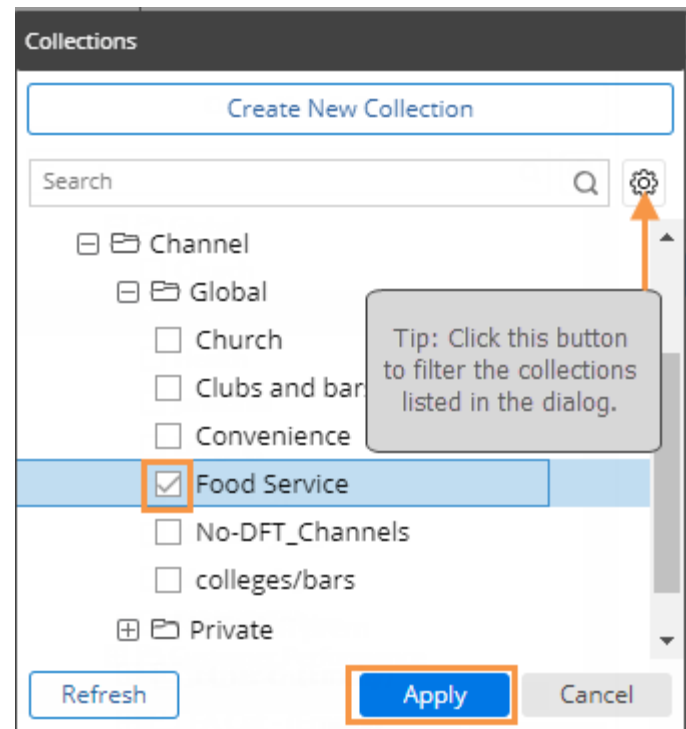 Collections
Create New Collection
Search
Channel
Global
Church
Clubs and bar
Tip: Click this button
to filter the collections
listed in the dialog.
Convenience
Food Service
No-DFT_Channels
colleges/bars
Private
Refresh
Apply
Cancel